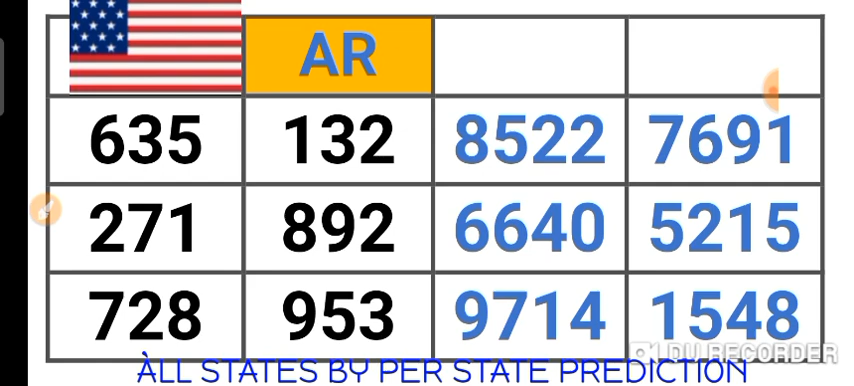 AR
635 132 8522 7691
271 892 6640 5215
728 953 9714 1548
DU RECORDER
ÀLL STATES BY PER STATE PREDICTION